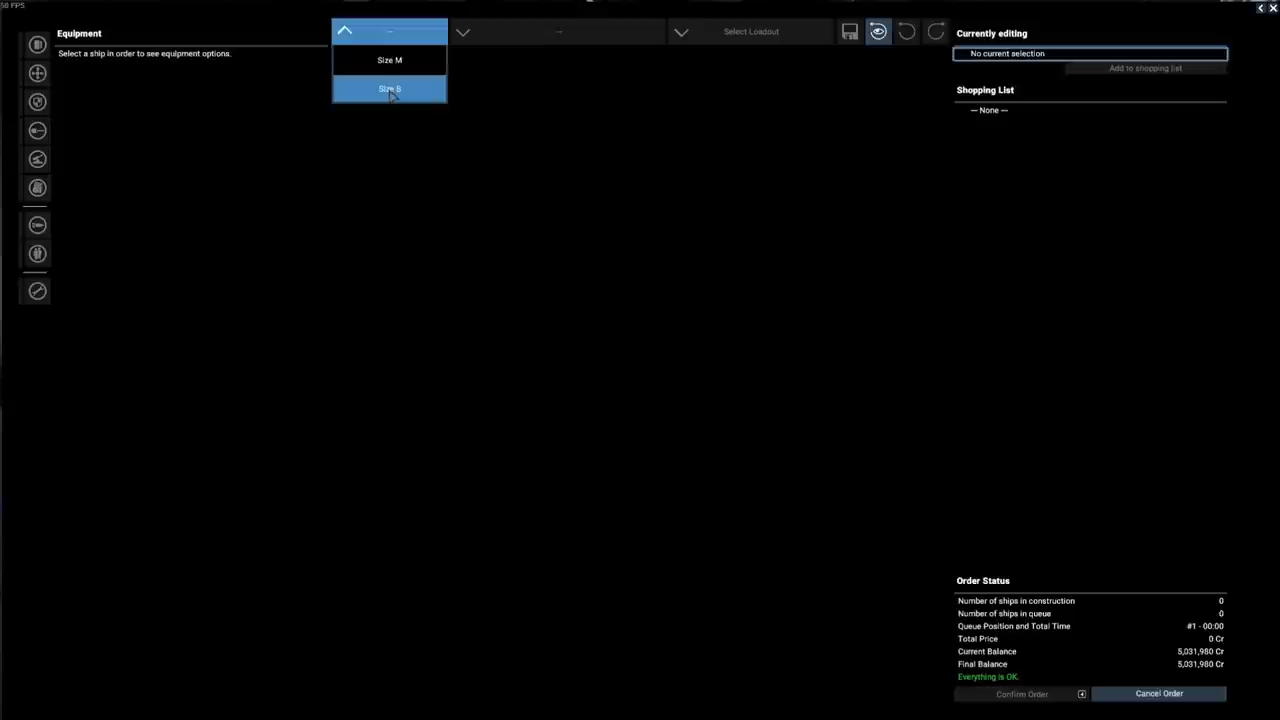 50 FPS
Equipment
Select a ship in order to see equipment options.
--
Size M
Size S
--
Select Loadout
Currently editing
No current selection
Add to shopping list
Shopping List
-- None --
Order Status
Number of ships in construction 0
Number of ships in queue 0
Queue Position and Total Time #1 - 00:00
Total Price 0 Cr
Current Balance 5,031,980 Cr
Final Balance 5,031,980 Cr
Everything is OK.
Confirm Order
Cancel Order